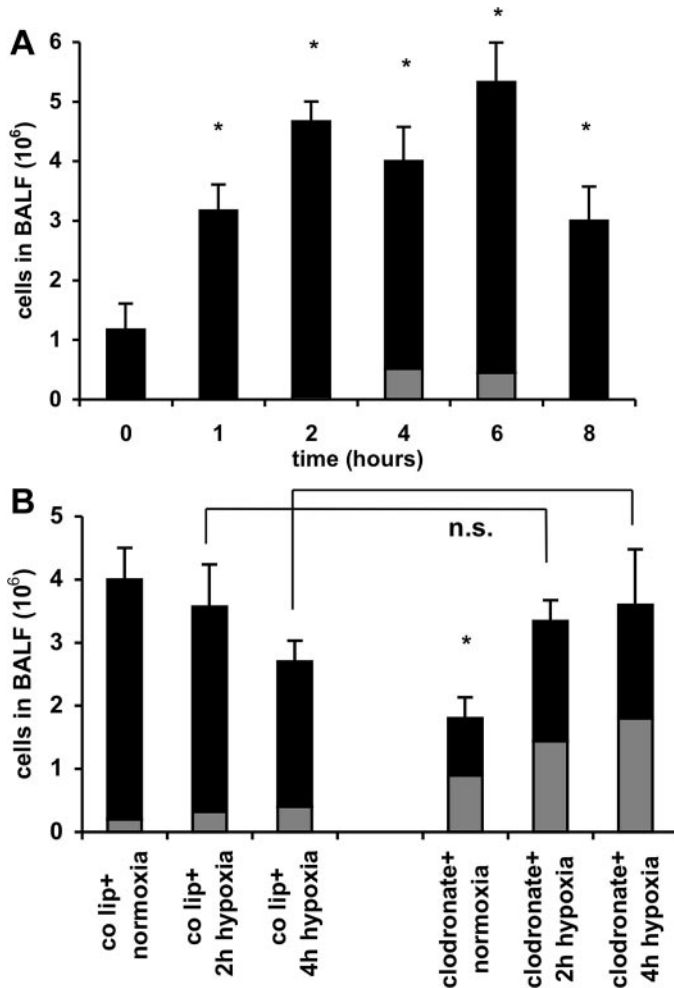 A
cells in BALF (10⁶)
6
5
4
3
2
1
0
*
*
*
*
*
0 1 2 4 6 8
time (hours)
B
cells in BALF (10⁶)
5
4
3
2
1
0
n.s.
*
co lip+
normoxia
co lip+
2h hypoxia
co lip+
4h hypoxia
clodronate+
normoxia
clodronate+
2h hypoxia
clodronate+
4h hypoxia